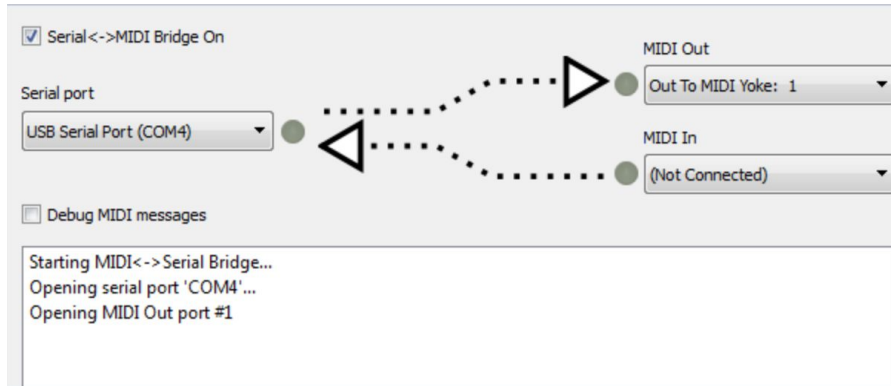 Serial<->MIDI Bridge On
MIDI Out
Out To MIDI Yoke:  1
Serial port
USB Serial Port (COM4)
MIDI In
(Not Connected)
Debug MIDI messages
Starting MIDI<->Serial Bridge...
Opening serial port 'COM4'...
Opening MIDI Out port #1